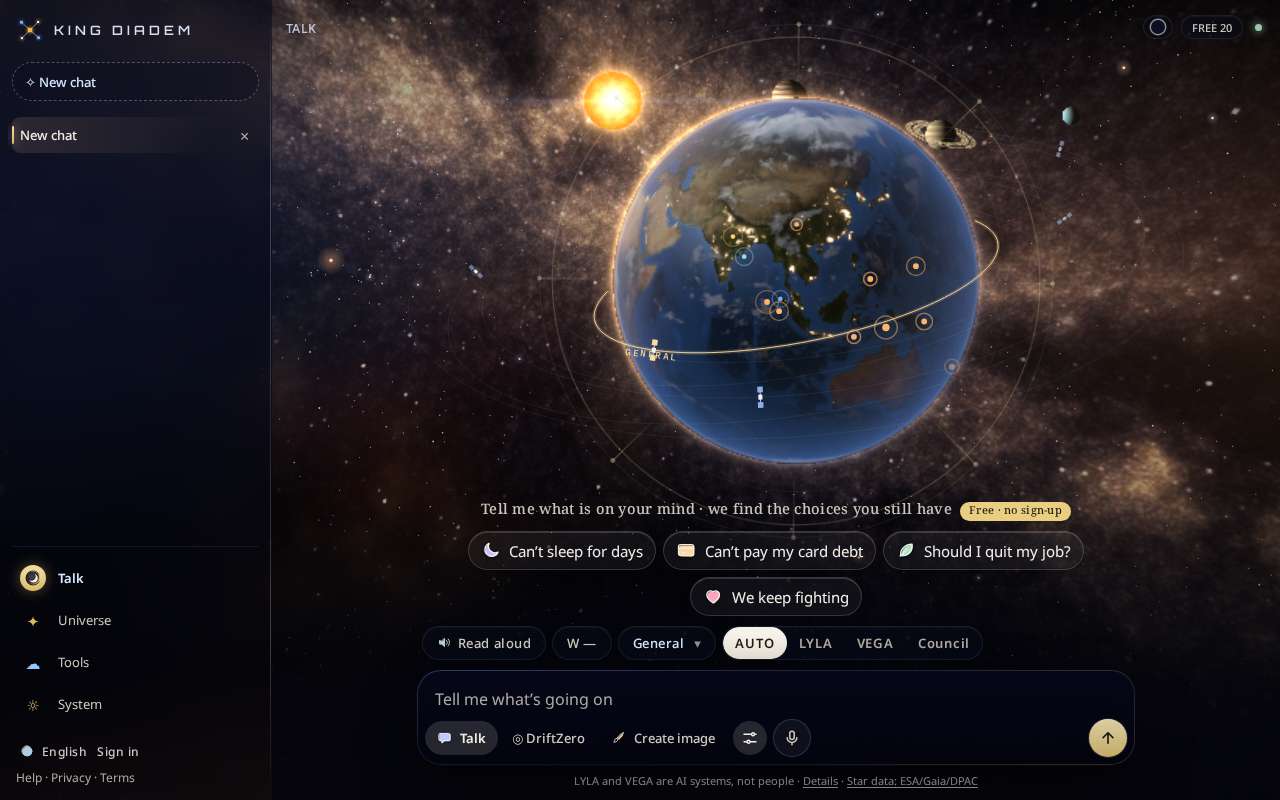 KING DIADEM
TALK
FREE 20
✧ New chat
New chat ×
GENERAL
Tell me what is on your mind · we find the choices you still have
Free · no sign-up
Can't sleep for days
Can't pay my card debt
Should I quit my job?
We keep fighting
Read aloud
W —
General ▾
AUTO
LYLA
VEGA
Council
Tell me what's going on
Talk
◎ DriftZero
Create image
LYLA and VEGA are AI systems, not people · Details · Star data: ESA/Gaia/DPAC
Talk
Universe
Tools
System
English Sign in
Help · Privacy · Terms